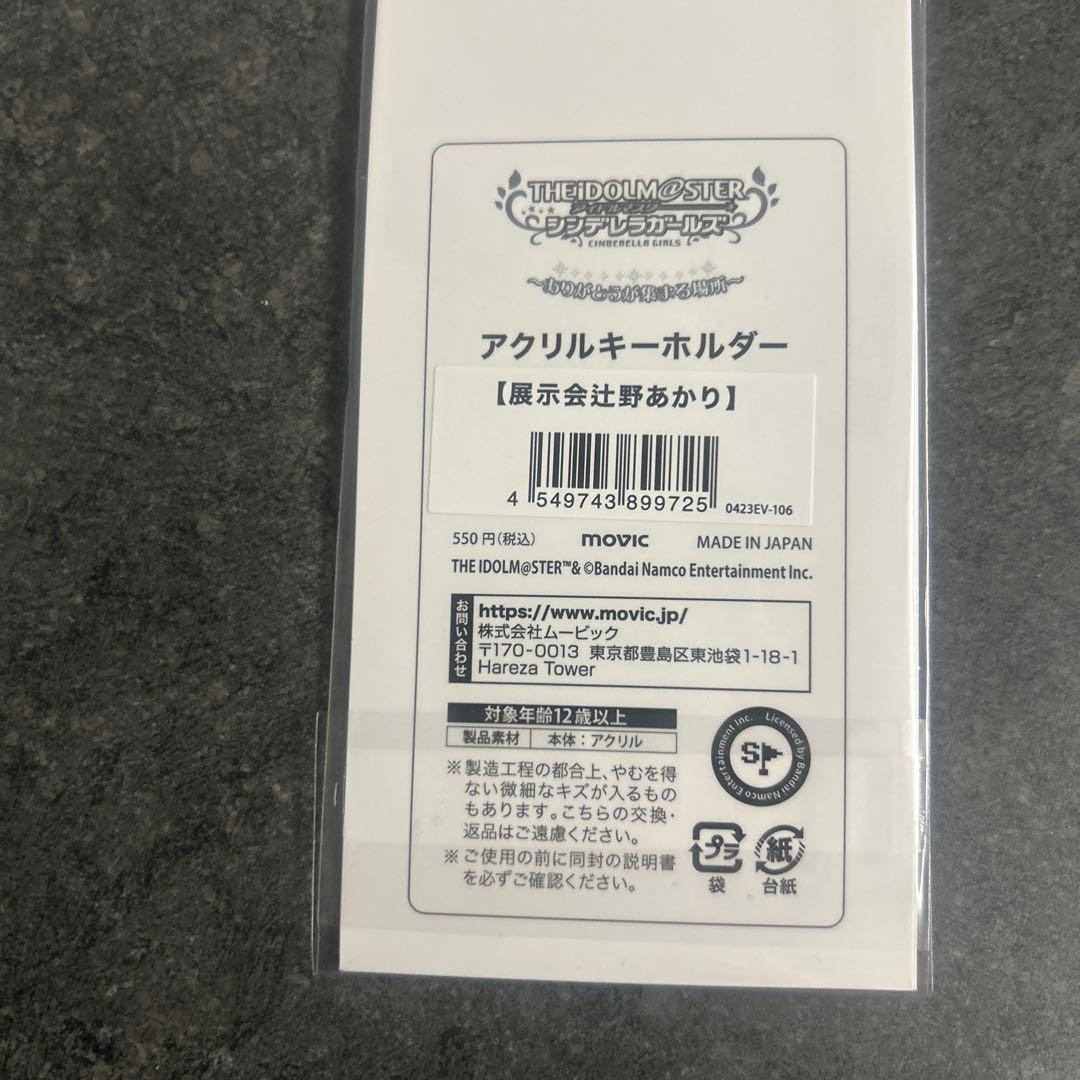 THE iDOLM@STER
アイドルマスター
シンデレラガールズ
CINDERELLA GIRLS
〜ありがとうが集まる場所〜
アクリルキーホルダー
【展示会辻野あかり】
4 549743 899725
0423EV-106
550円(税込) movic MADE IN JAPAN
THE IDOLM@STER™& ©Bandai Namco Entertainment Inc.
お問い合わせ
https://www.movic.jp/
株式会社ムービック
〒170-0013 東京都豊島区東池袋1-18-1
Hareza Tower
対象年齢12歳以上
製品素材 本体：アクリル
※製造工程の都合上、やむを得
ない微細なキズが入るもの
もあります。こちらの交換・
返品はご遠慮ください。
※ご使用の前に同封の説明書
を必ずご確認ください。
Licensed by Bandai Namco Entertainment Inc.
S
プラ
袋
紙
台紙